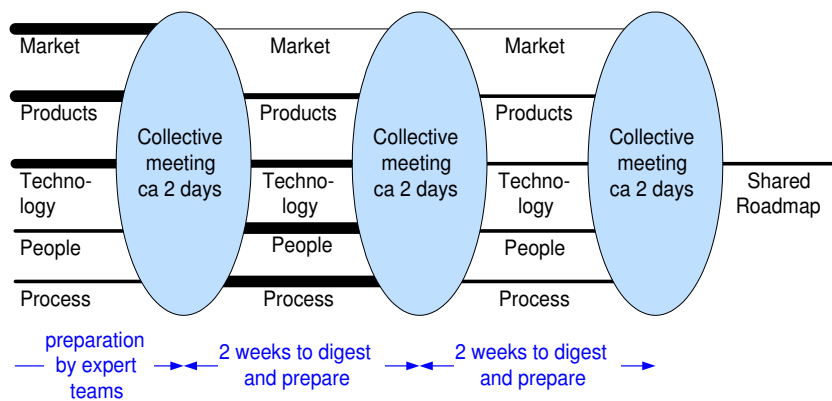 Market
Market
Market
Products
Products
Products
Collective
meeting
ca 2 days
Collective
meeting
ca 2 days
Collective
meeting
ca 2 days
Techno-
logy
Techno-
logy
Techno-
logy
Shared
Roadmap
People
People
People
Process
Process
Process
preparation
by expert
teams
2 weeks to digest
and prepare
2 weeks to digest
and prepare